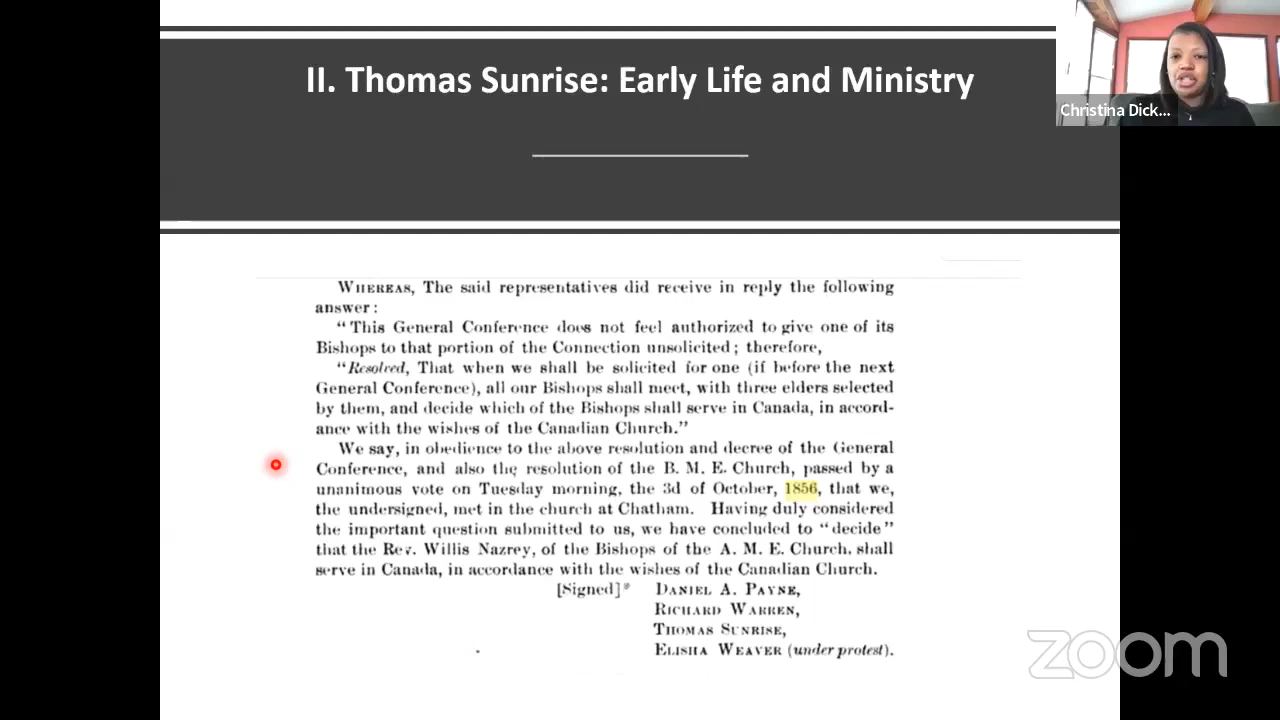 II. Thomas Sunrise: Early Life and Ministry
Christina Dick...
WHEREAS, The said representatives did receive in reply the following
answer:
"This General Conference does not feel authorized to give one of its
Bishops to that portion of the Connection unsolicited; therefore,
"Resolved, That when we shall be solicited for one (if before the next
General Conference), all our Bishops shall meet, with three elders selected
by them, and decide which of the Bishops shall serve in Canada, in accord-
ance with the wishes of the Canadian Church."
We say, in obedience to the above resolution and decree of the General
Conference, and also the resolution of the B. M. E. Church, passed by a
unanimous vote on Tuesday morning, the 3d of October, 1856, that we,
the undersigned, met in the church at Chatham. Having duly considered
the important question submitted to us, we have concluded to "decide"
that the Rev. Willis Nazrey, of the Bishops of the A. M. E. Church, shall
serve in Canada, in accordance with the wishes of the Canadian Church.
[Signed]* DANIEL A. PAYNE,
RICHARD WARREN,
THOMAS SUNRISE,
ELISHA WEAVER (under protest).
zoom